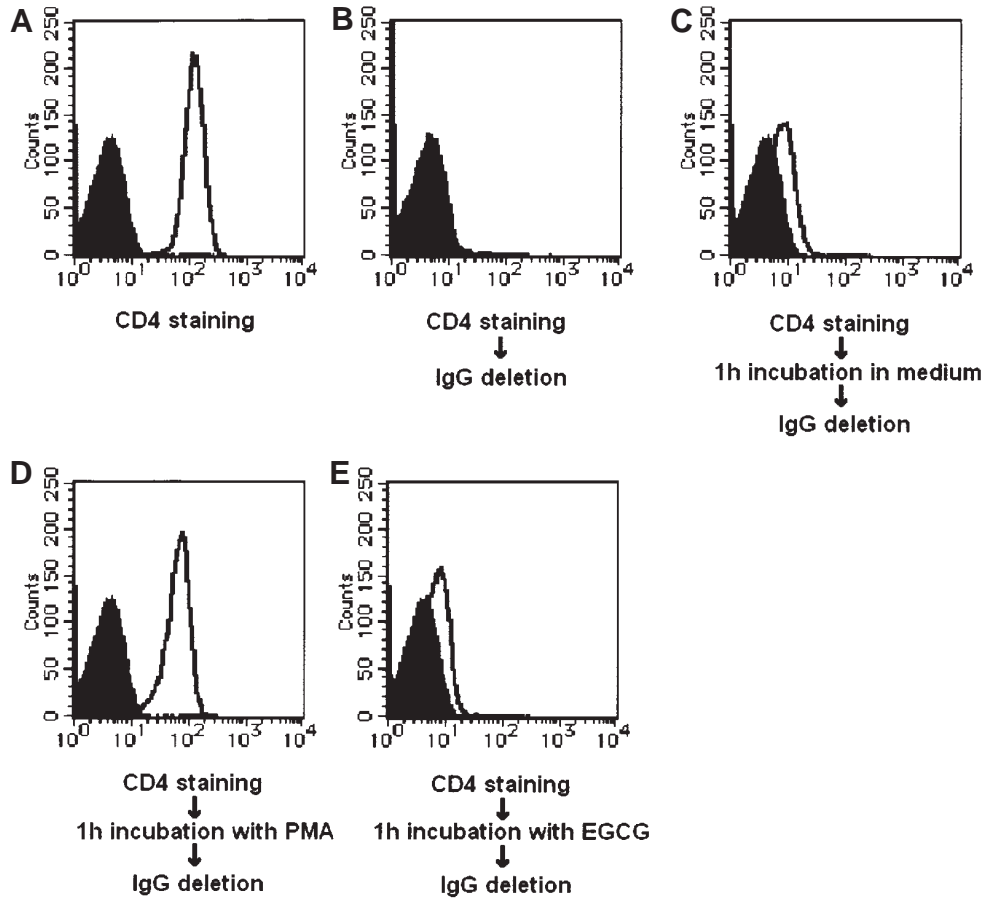 A
B
C
250
200
150
100
50
0
Counts
10^0 10^1 10^2 10^3 10^4
CD4 staining
250
200
150
100
50
0
Counts
10^0 10^1 10^2 10^3 10^4
CD4 staining
↓
IgG deletion
250
200
150
100
50
0
Counts
10^0 10^1 10^2 10^3 10^4
CD4 staining
↓
1h incubation in medium
↓
IgG deletion
D
E
250
200
150
100
50
0
Counts
10^0 10^1 10^2 10^3 10^4
CD4 staining
↓
1h incubation with PMA
↓
IgG deletion
250
200
150
100
50
0
Counts
10^0 10^1 10^2 10^3 10^4
CD4 staining
↓
1h incubation with EGCG
↓
IgG deletion